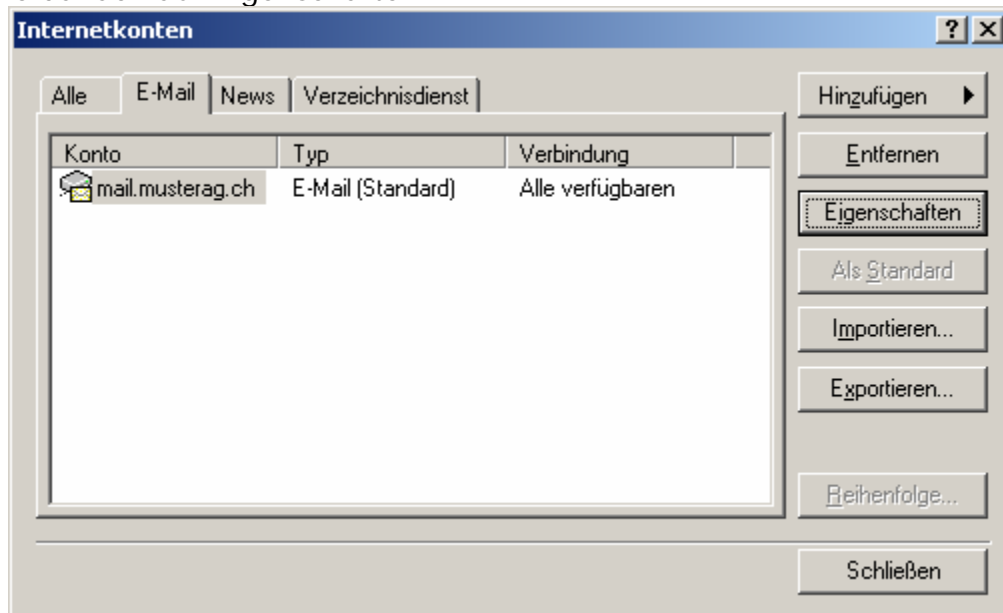 Internetkonten
Alle E-Mail News Verzeichnisdienst
Konto Typ Verbindung
mail.musterag.ch E-Mail (Standard) Alle verfügbaren
Hinzufügen
Entfernen
Eigenschaften
Als Standard
Importieren...
Exportieren...
Reihenfolge...
Schließen